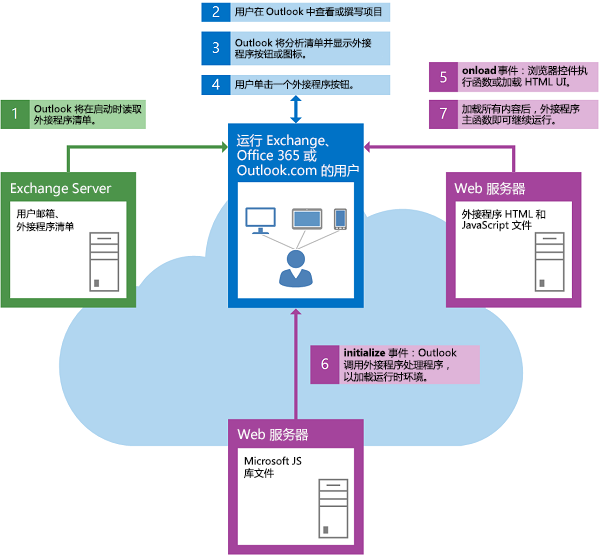 2
用户在 Outlook 中查看或撰写项目
3
Outlook 将分析清单并显示外接
程序按钮或图标。
4
用户单击一个外接程序按钮。
1
Outlook 将在启动时读取
外接程序清单。
5
onload 事件：浏览器控件执
行函数或加载 HTML UI。
7
加载所有内容后，外接程序
主函数即可继续运行。
运行 Exchange、
Office 365 或
Outlook.com 的用户
Exchange Server
用户邮箱、
外接程序清单
Web 服务器
外接程序 HTML 和
JavaScript 文件
6
initialize 事件：Outlook
调用外接程序处理程序，
以加载运行时环境。
Web 服务器
Microsoft JS
库文件